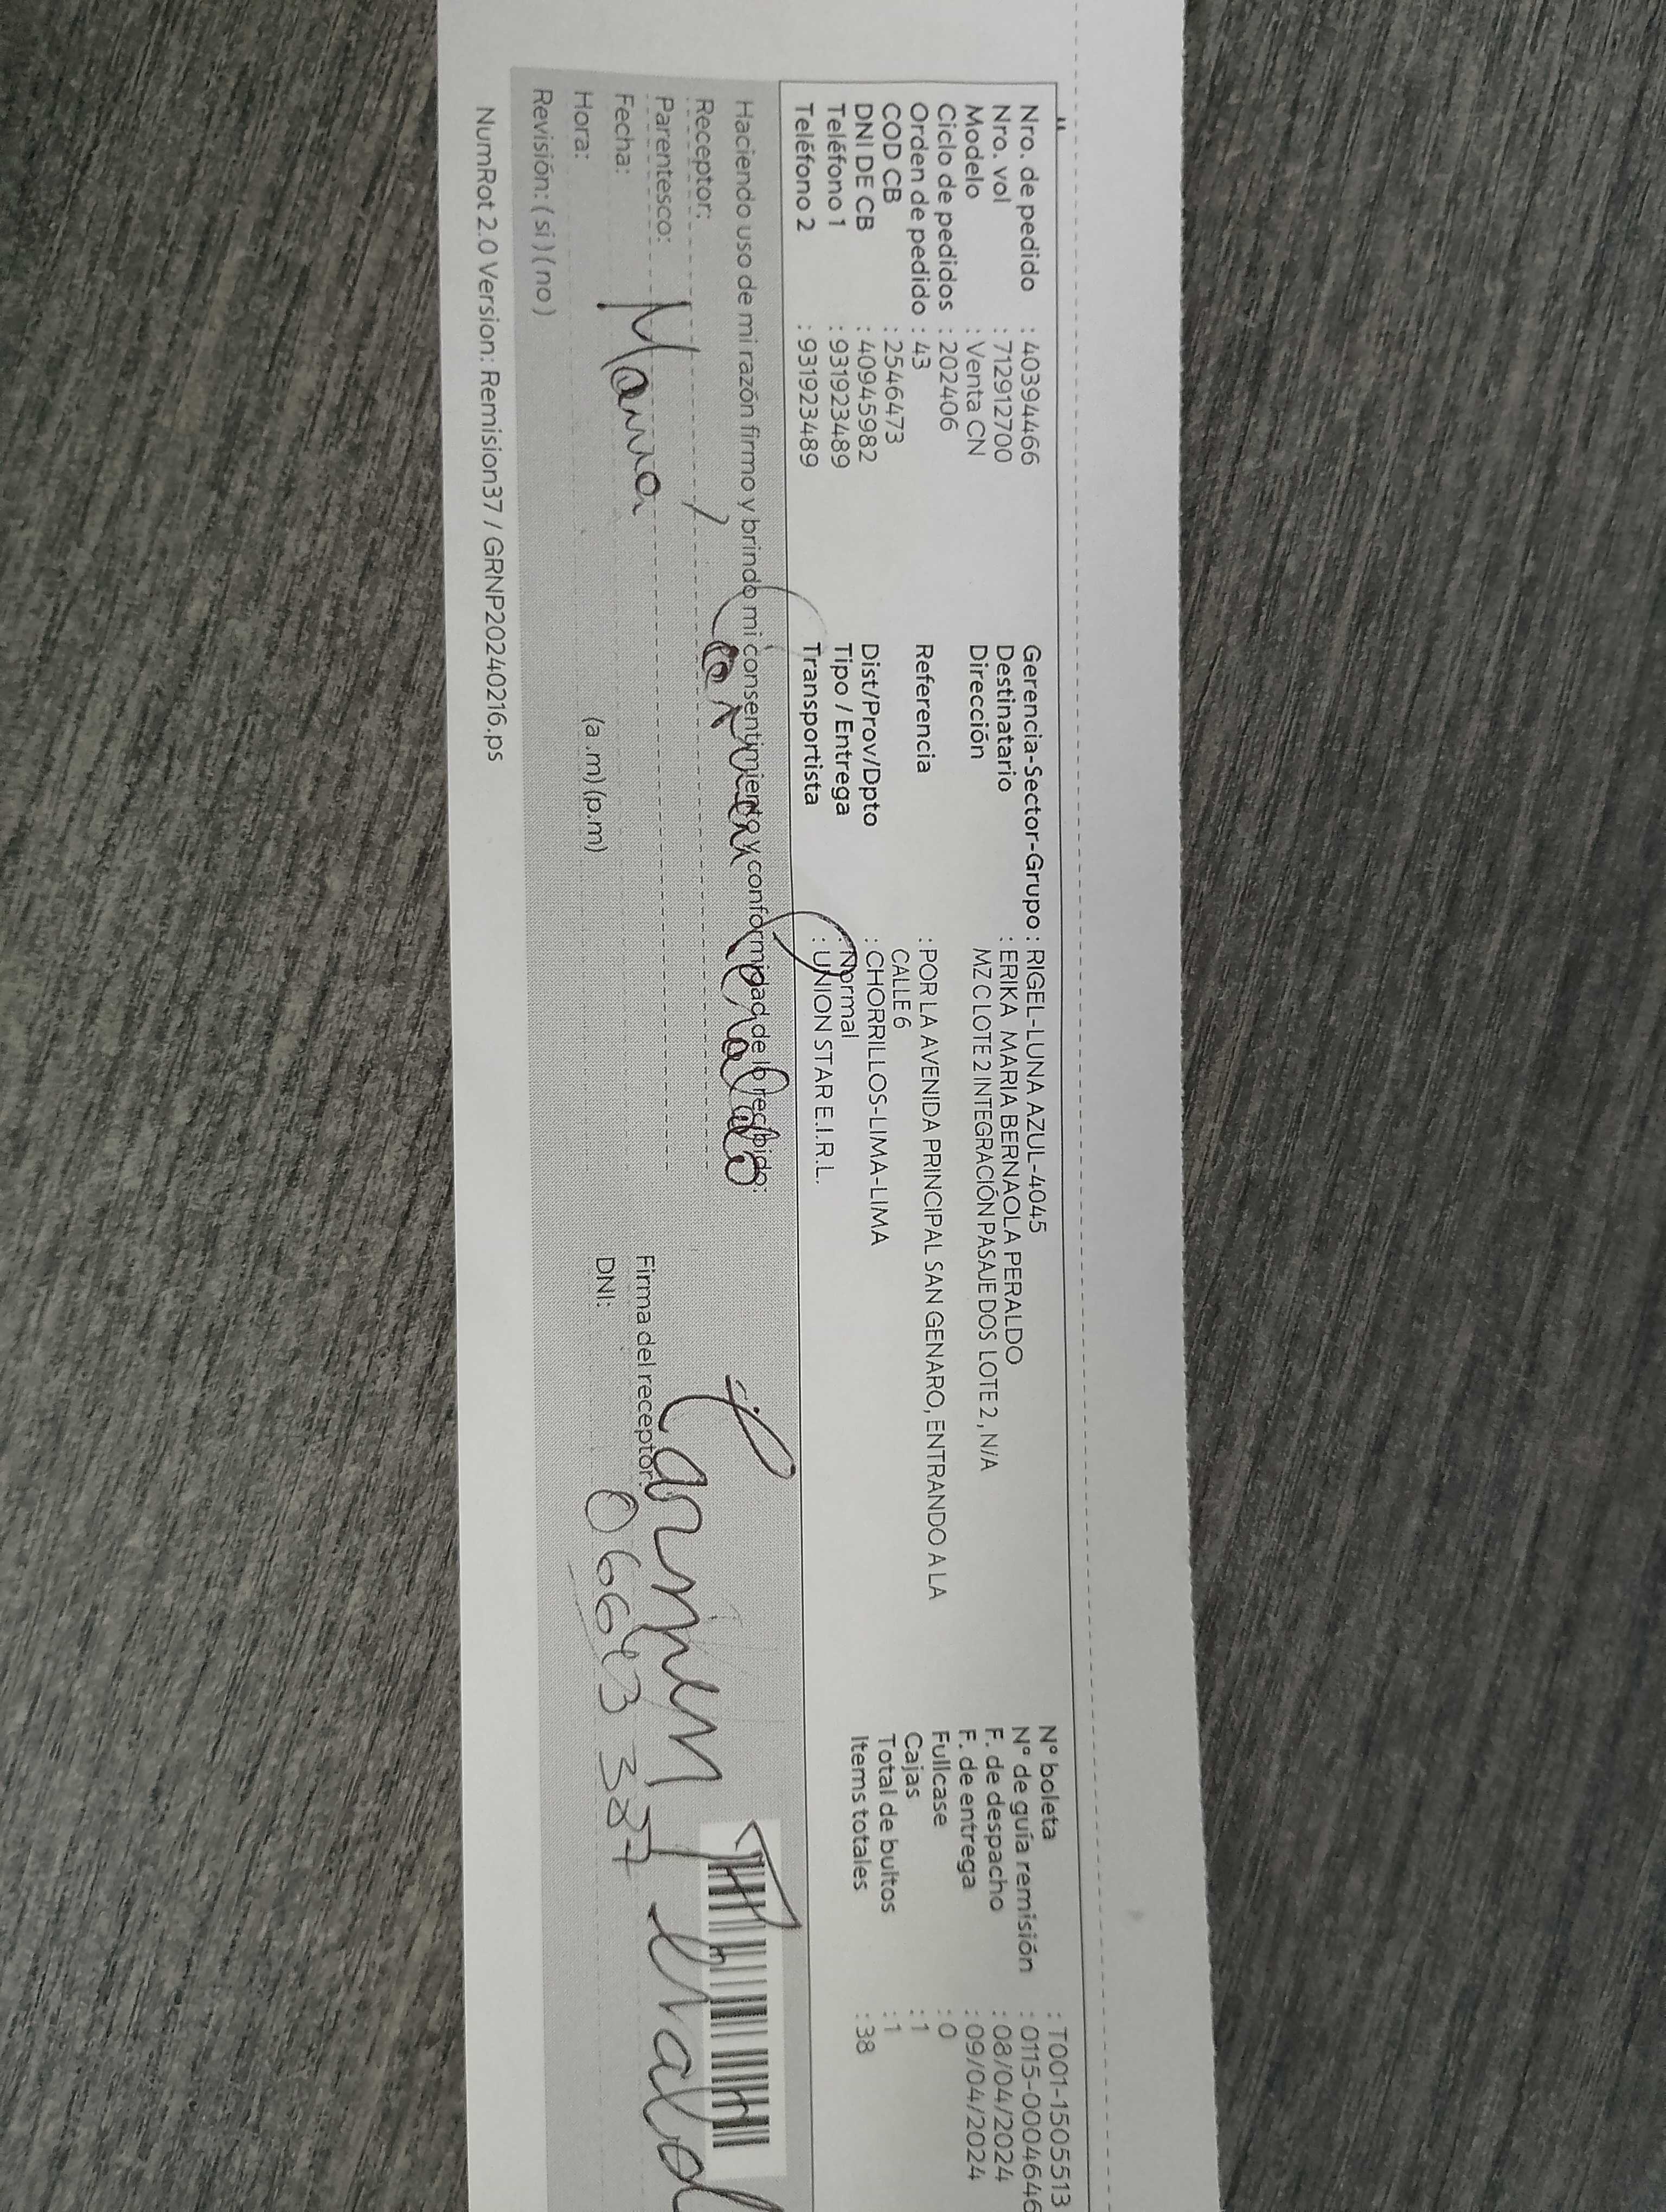 Nro. de pedido : 40394466
Nro. vol : 712912700
Modelo : Venta CN
Ciclo de pedidos : 202406
Orden de pedido : 43
COD CB : 2546473
DNI DE CB : 40945982
Teléfono 1 : 931923489
Teléfono 2 : 931923489
Gerencia-Sector-Grupo : RIGEL-LUNA AZUL-4045
Destinatario : ERIKA MARIA BERNAOLA PERALDO
Dirección MZ C LOTE 2 INTEGRACIÓN PASAJE DOS LOTE 2, N/A
Referencia : POR LA AVENIDA PRINCIPAL SAN GENARO, ENTRANDO A LA
CALLE 6
Dist/Prov/Dpto : CHORRILLOS-LIMA-LIMA
Tipo / Entrega : Normal
Transportista : UNION STAR E.I.R.L.
N° boleta : T001-1505513
N° de guía remisión : 0115-0004646
F. de despacho : 08/04/2024
F. de entrega : 09/04/2024
Fullcase : 0
Cajas : 1
Total de bultos : 1
Items totales : 38
Haciendo uso de mi razón firmo y brindo mi consentimiento y conformidad de lo recibido:
Receptor: Carmen Peraldo
Parentesco: Mama
Fecha:
Hora: (a.m) (p.m)
Revisión: ( si ) ( no )
Carmen Perald
Firma del receptor:
DNI:
NumRot 2.0 Version: Remision37 / GRNP20240216.ps